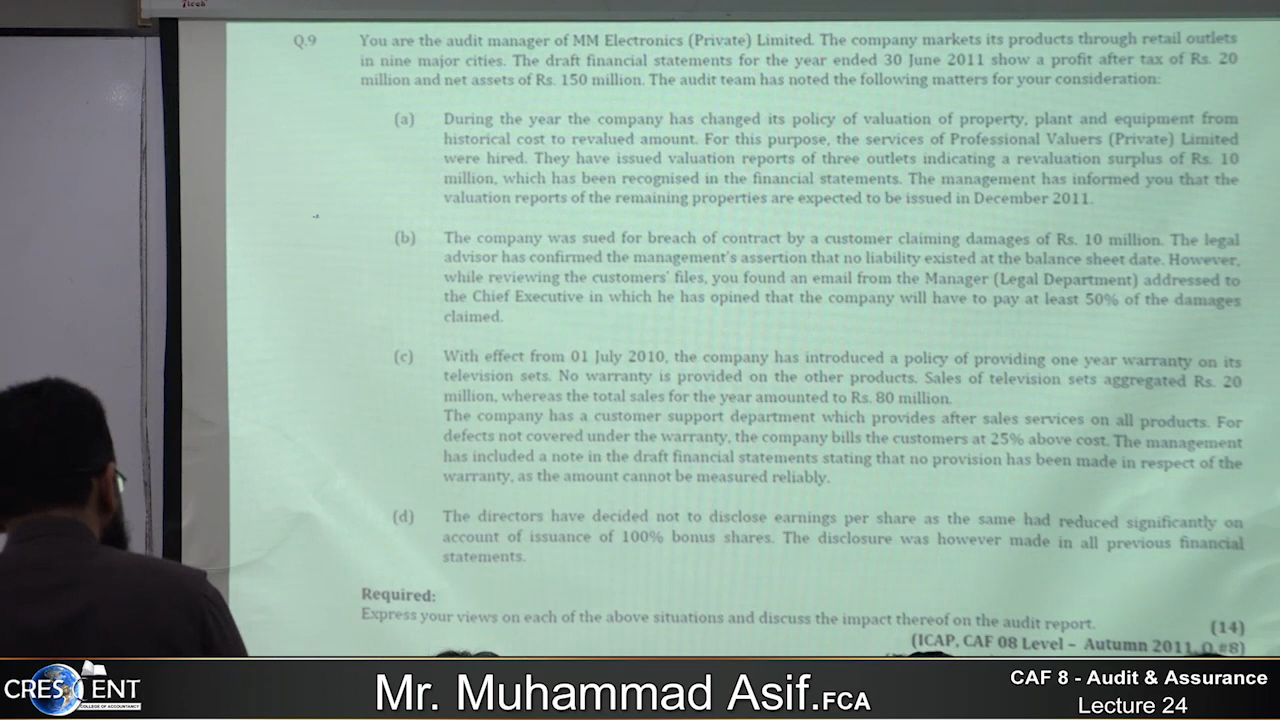 Q.9 You are the audit manager of MM Electronics (Private) Limited. The company markets its products through retail outlets
in nine major cities. The draft financial statements for the year ended 30 June 2011 show a profit after tax of Rs. 20
million and net assets of Rs. 150 million. The audit team has noted the following matters for your consideration:
(a) During the year the company has changed its policy of valuation of property, plant and equipment from
historical cost to revalued amount. For this purpose, the services of Professional Valuers (Private) Limited
were hired. They have issued valuation reports of three outlets indicating a revaluation surplus of Rs. 10
million, which has been recognised in the financial statements. The management has informed you that the
valuation reports of the remaining properties are expected to be issued in December 2011.
(b) The company was sued for breach of contract by a customer claiming damages of Rs. 10 million. The legal
advisor has confirmed the management's assertion that no liability existed at the balance sheet date. However,
while reviewing the customers' files, you found an email from the Manager (Legal Department) addressed to
the Chief Executive in which he has opined that the company will have to pay at least 50% of the damages
claimed.
(c) With effect from 01 July 2010, the company has introduced a policy of providing one year warranty on its
television sets. No warranty is provided on the other products. Sales of television sets aggregated Rs. 20
million, whereas the total sales for the year amounted to Rs. 80 million.
The company has a customer support department which provides after sales services on all products. For
defects not covered under the warranty, the company bills the customers at 25% above cost. The management
has included a note in the draft financial statements stating that no provision has been made in respect of the
warranty, as the amount cannot be measured reliably.
(d) The directors have decided not to disclose earnings per share as the same had reduced significantly on
account of issuance of 100% bonus shares. The disclosure was however made in all previous financial
statements.
Required:
Express your views on each of the above situations and discuss the impact thereof on the audit report. (14)
(ICAP, CAF 08 Level – Autumn 2011, Q #8)
CRESCENT
COLLEGE OF ACCOUNTANCY
Mr. Muhammad Asif.FCA
CAF 8 - Audit & Assurance
Lecture 24